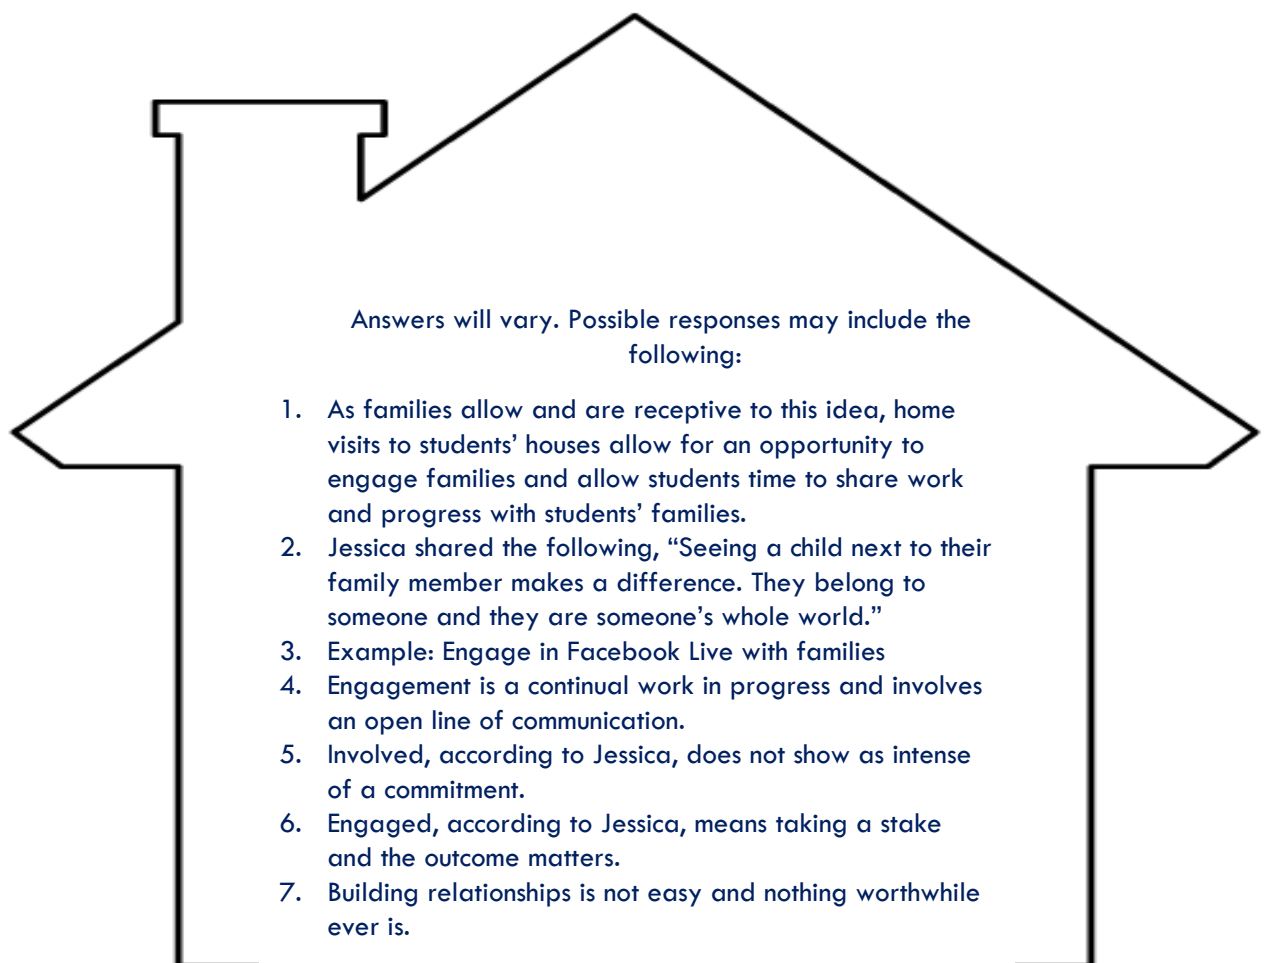 Answers will vary. Possible responses may include the
following:
1. As families allow and are receptive to this idea, home
visits to students’ houses allow for an opportunity to
engage families and allow students time to share work
and progress with students’ families.
2. Jessica shared the following, “Seeing a child next to their
family member makes a difference. They belong to
someone and they are someone’s whole world.”
3. Example: Engage in Facebook Live with families
4. Engagement is a continual work in progress and involves
an open line of communication.
5. Involved, according to Jessica, does not show as intense
of a commitment.
6. Engaged, according to Jessica, means taking a stake
and the outcome matters.
7. Building relationships is not easy and nothing worthwhile
ever is.